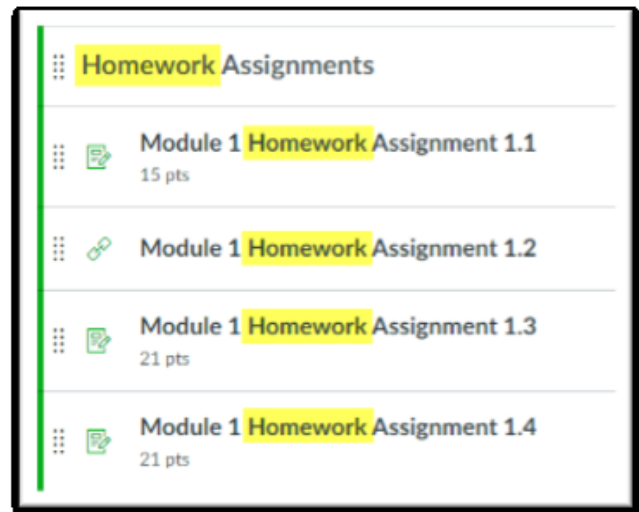 Homework Assignments
Module 1 Homework Assignment 1.1
15 pts
Module 1 Homework Assignment 1.2
Module 1 Homework Assignment 1.3
21 pts
Module 1 Homework Assignment 1.4
21 pts